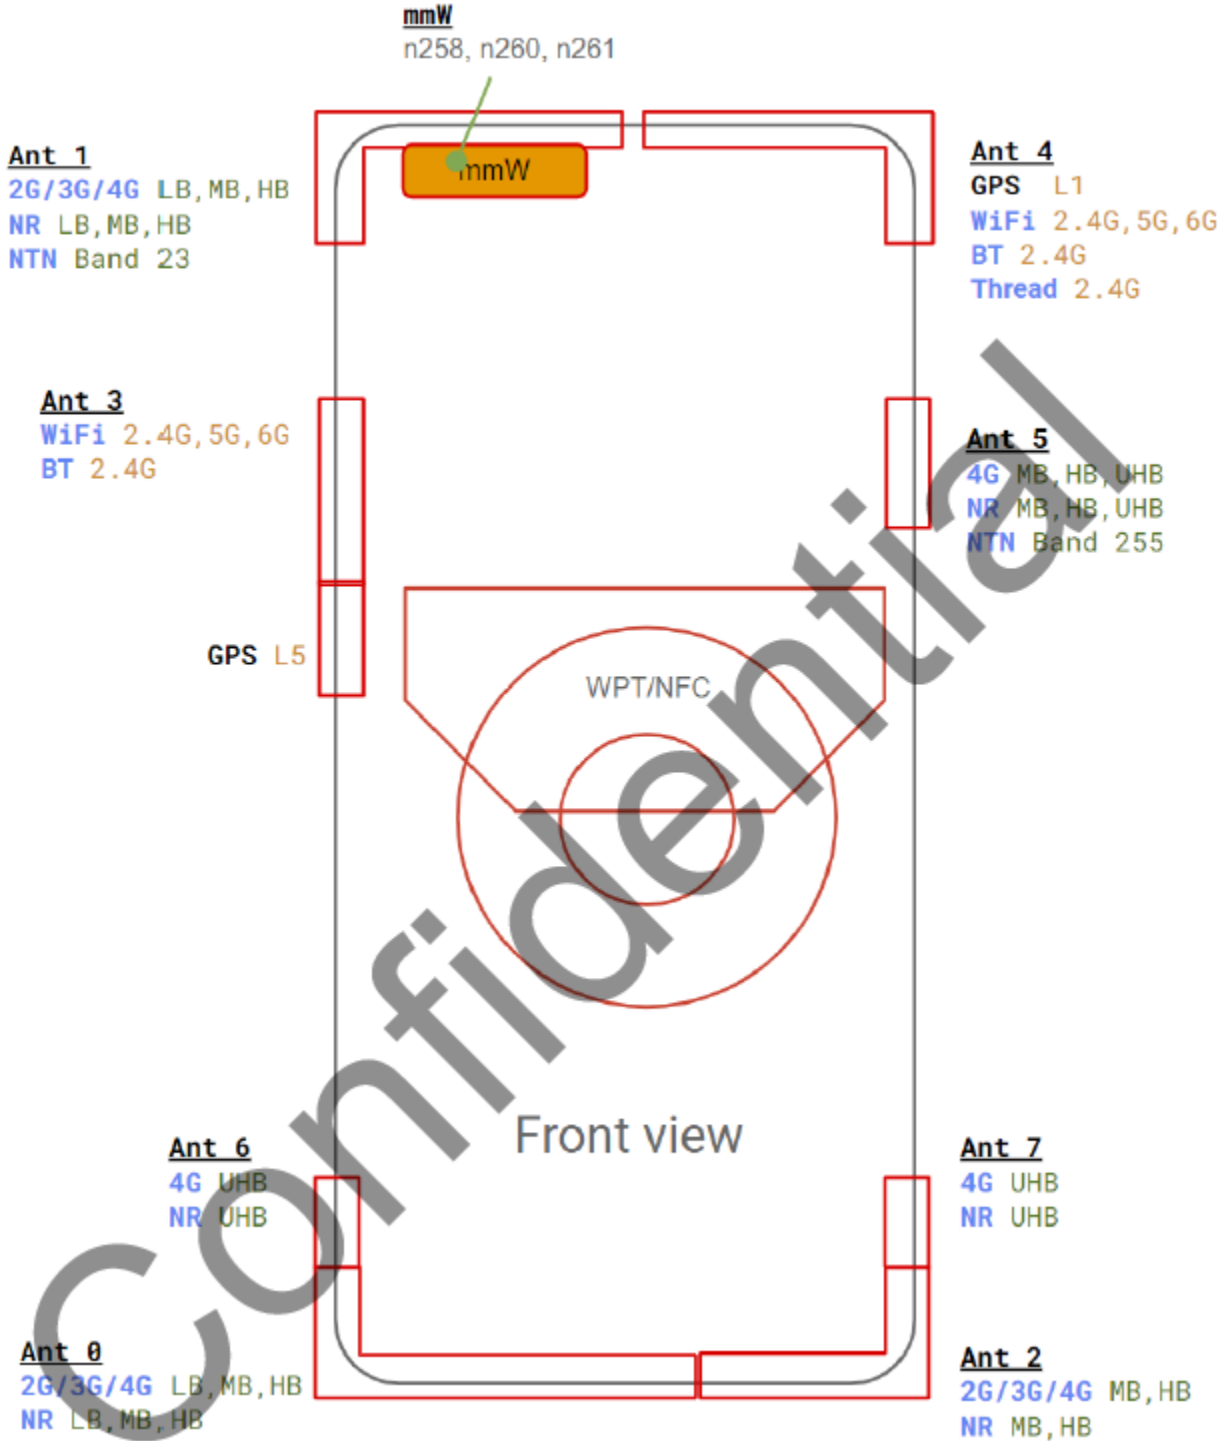 mmW
n258, n260, n261
Ant 1
2G/3G/4G LB,MB,HB
NR LB,MB,HB
NTN Band 23
mmW
Ant 4
GPS L1
WiFi 2.4G,5G,6G
BT 2.4G
Thread 2.4G
Ant 3
WiFi 2.4G,5G,6G
BT 2.4G
Ant 5
4G MB,HB,UHB
NR MB,HB,UHB
NTN Band 255
GPS L5
WPT/NFC
Confidential
Front view
Ant 6
4G UHB
NR UHB
Ant 7
4G UHB
NR UHB
Ant 0
2G/3G/4G LB,MB,HB
NR LB,MB,HB
Ant 2
2G/3G/4G MB,HB
NR MB,HB